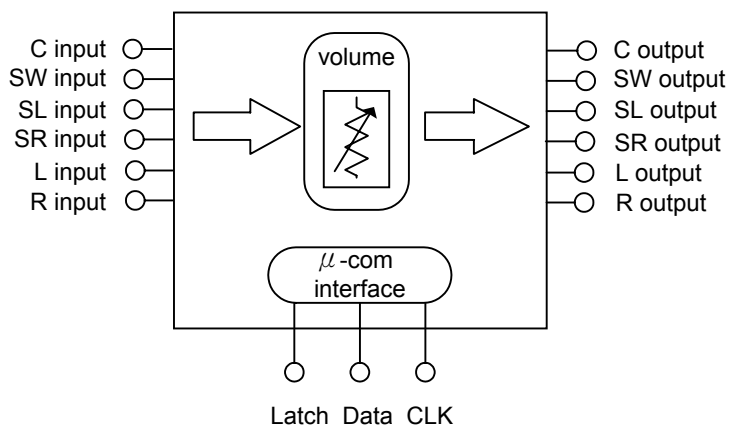 C input
SW input
SL input
SR input
L input
R input
volume
C output
SW output
SL output
SR output
L output
R output
μ-com
interface
Latch Data CLK